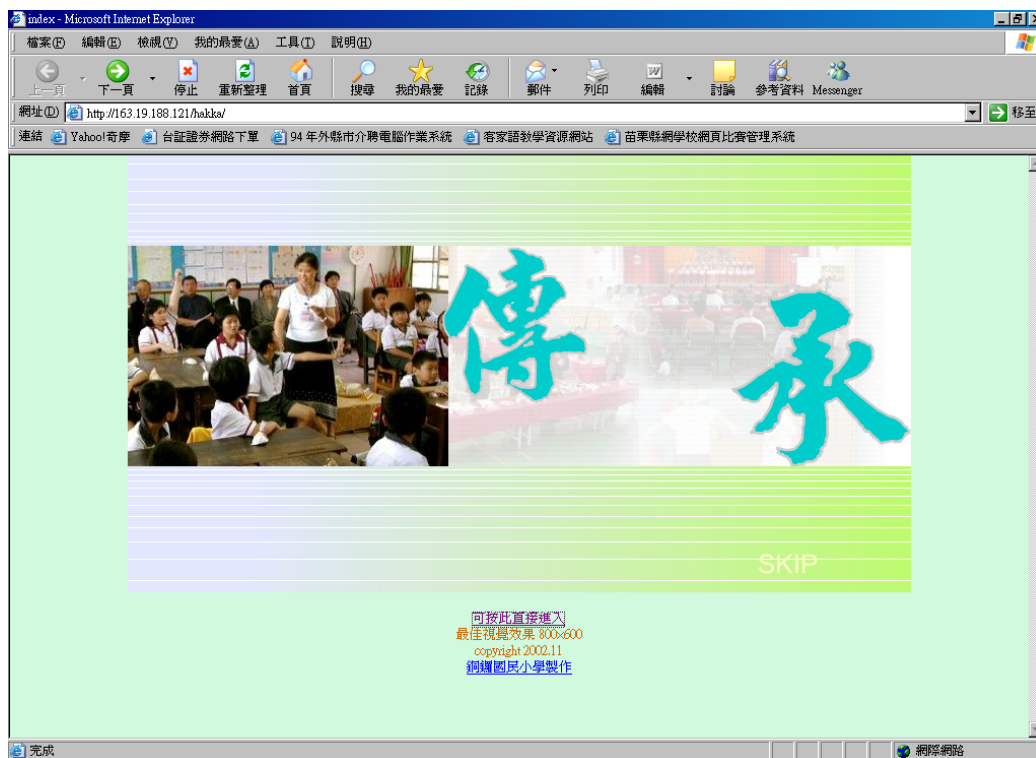 index - Microsoft Internet Explorer
檔案(F) 編輯(E) 檢視(V) 我的最愛(A) 工具(T) 說明(H)
上一頁 下一頁 停止 重新整理 首頁 搜尋 我的最愛 記錄 郵件 列印 編輯 討論 參考資料 Messenger
網址(D) http://163.19.188.121/hakka/ 移至
連結 Yahoo!奇摩 台証證券網路下單 94 年外縣市介聘電腦作業系統 客家語教學資源網站 苗栗縣網學校網頁比賽管理系統
傳承
SKIP
可按此直接進入
最佳視覺效果 800×600
copyright 2002.11
銅鑼國民小學製作
完成 網際網路